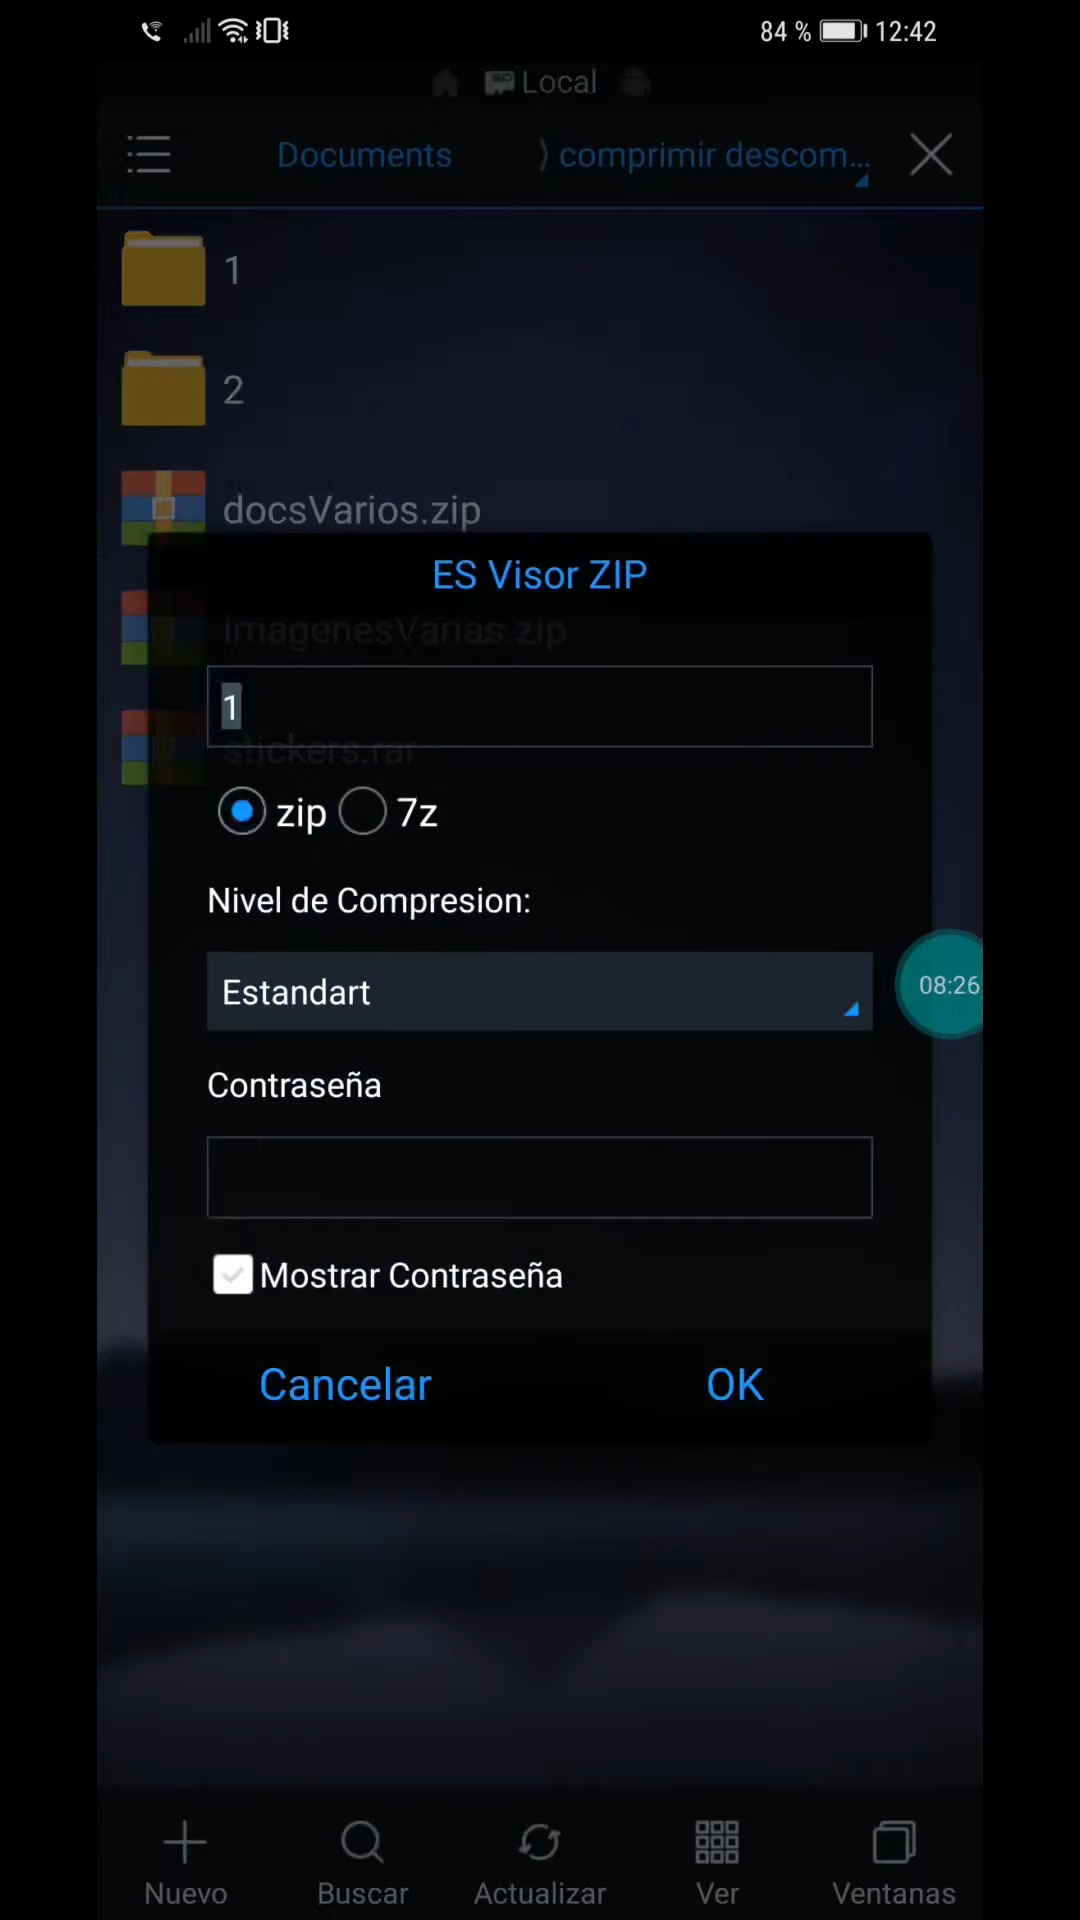 84 % 12:42
Local
Documents
comprimir descom...
1
2
docsVarios.zip
ES Visor ZIP
imagenesVarias.zip
1
stickers.rar
zip 7z
Nivel de Compresion:
Estandart
08:26
Contraseña
Mostrar Contraseña
Cancelar OK
Nuevo Buscar Actualizar Ver Ventanas